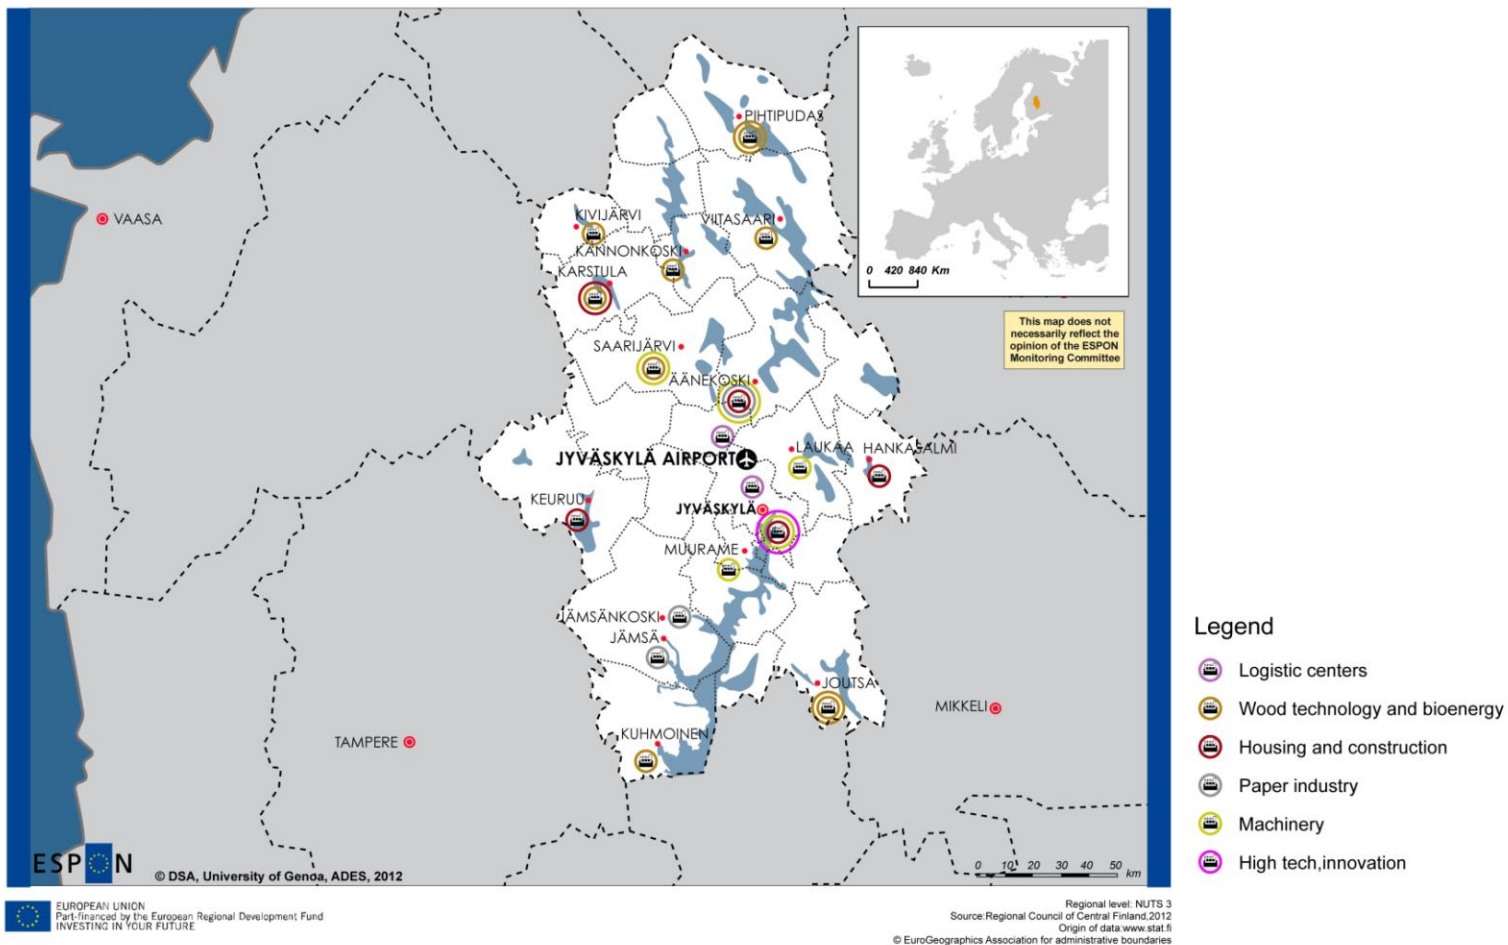 PIHTIPUDAS
VAASA
KIVIJÄRVI
VIITASAARI
KANNONKOSKI
KARSTULA
0 420 840 Km
This map does not
necessarily reflect the
opinion of the ESPON
Monitoring Committee
SAARIJÄRVI
ÄÄNEKOSKI
LAUKAA
HANKASALMI
JYVÄSKYLÄ AIRPORT
KEURUU
JYVÄSKYLÄ
MUURAME
JÄMSÄNKOSKI
JÄMSÄ
JOUTSA
MIKKELI
KUHMOINEN
TAMPERE
Legend
Logistic centers
Wood technology and bioenergy
Housing and construction
Paper industry
Machinery
High tech,innovation
ESPON
© DSA, University of Genoa, ADES, 2012
0 10 20 30 40 50 km
EUROPEAN UNION
Part-financed by the European Regional Development Fund
INVESTING IN YOUR FUTURE
Regional level: NUTS 3
Source:Regional Council of Central Finland,2012
Origin of data:www.stat.fi
© EuroGeographics Association for administrative boundaries